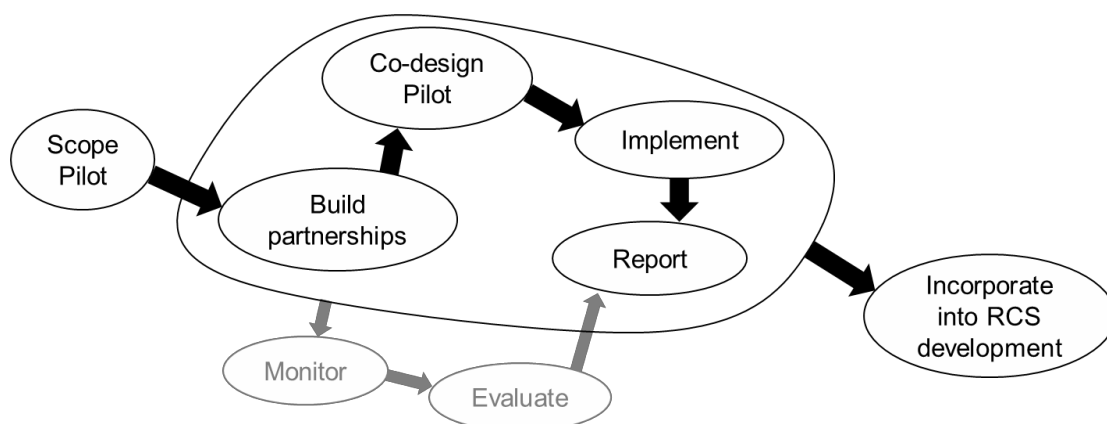 Scope
Pilot
Build
partnerships
Co-design
Pilot
Implement
Report
Monitor
Evaluate
Incorporate
into RCS
development